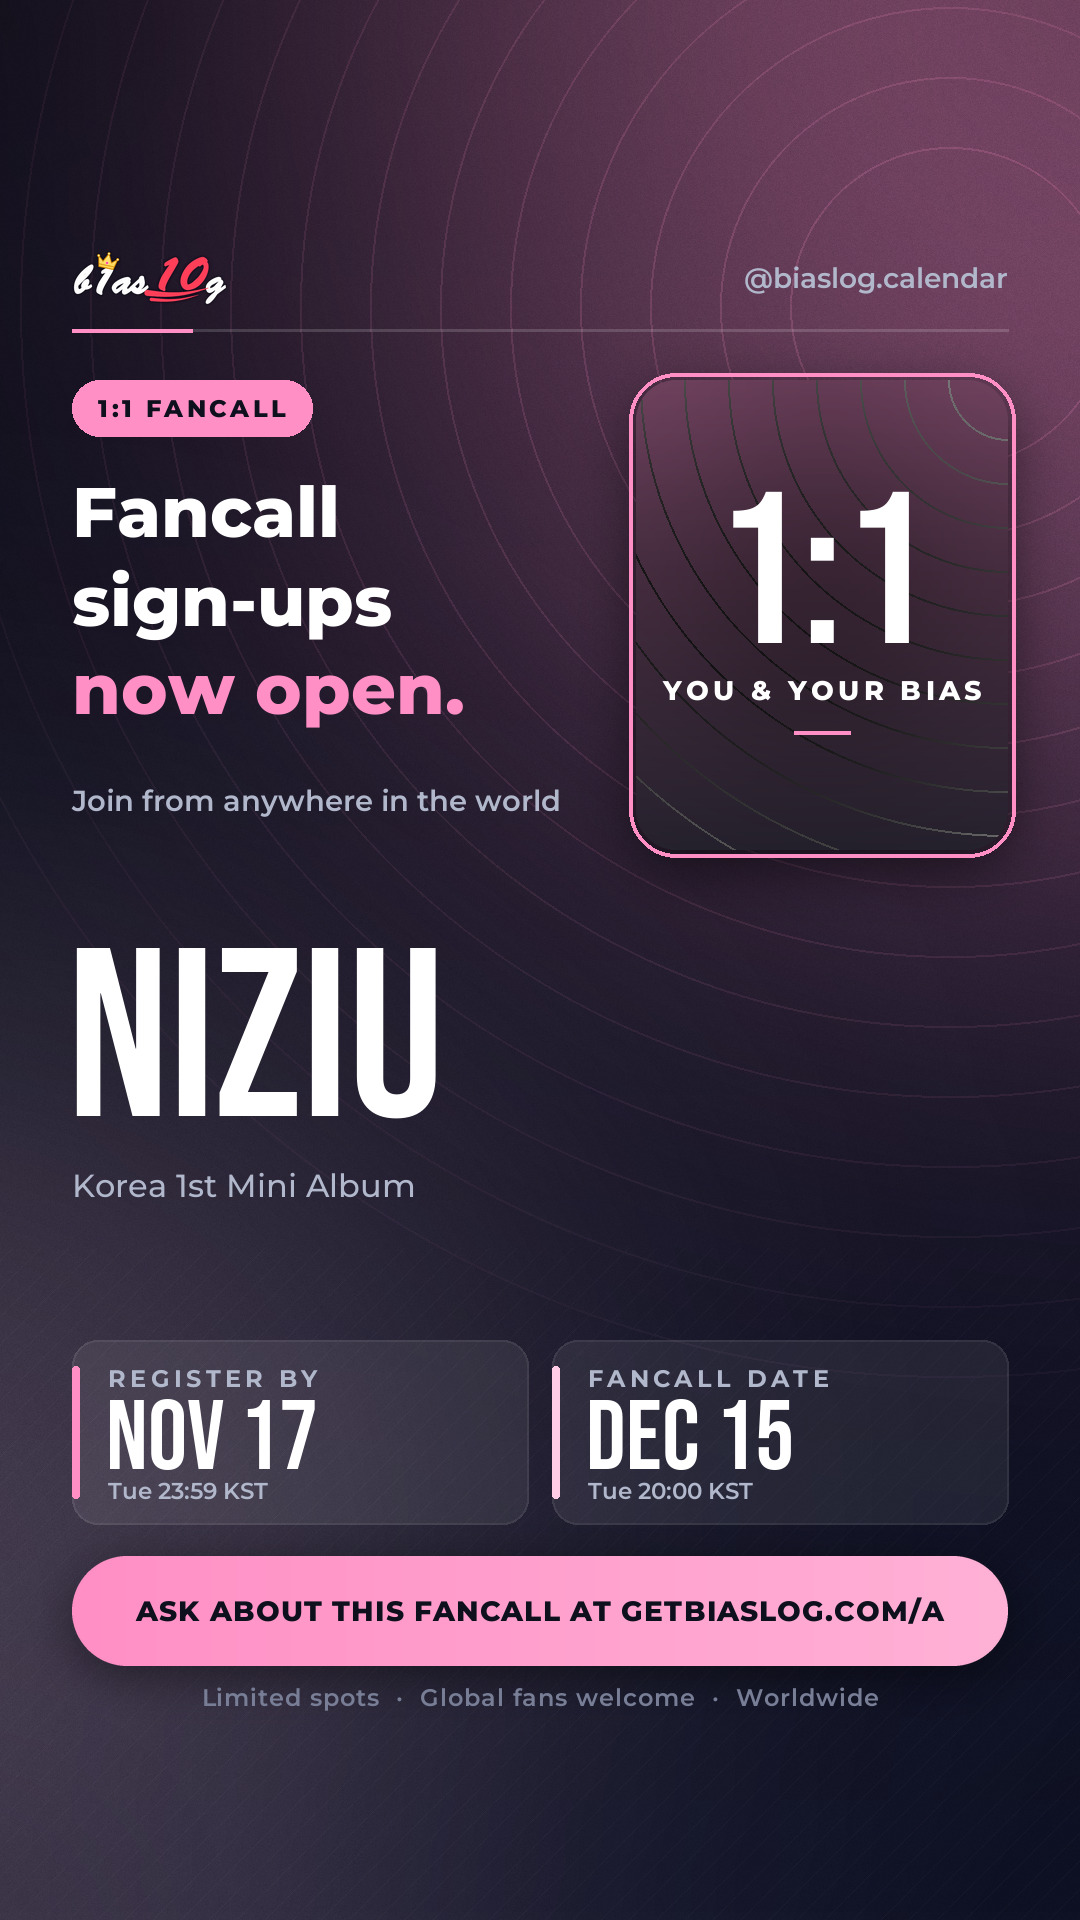 b1as10g
@biaslog.calendar
1:1 FANCALL
Fancall
sign-ups
now open.
Join from anywhere in the world
1:1
YOU & YOUR BIAS
NIZIU
Korea 1st Mini Album
REGISTER BY
NOV 17
Tue 23:59 KST
FANCALL DATE
DEC 15
Tue 20:00 KST
ASK ABOUT THIS FANCALL AT GETBIASLOG.COM/A
Limited spots · Global fans welcome · Worldwide